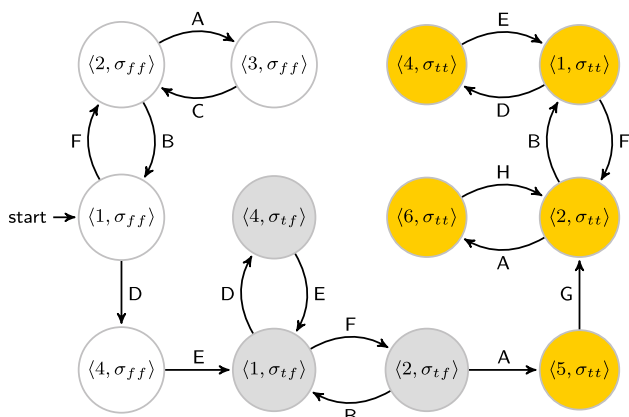 A E
⟨2, σ_ff⟩ ⟨3, σ_ff⟩ ⟨4, σ_tt⟩ ⟨1, σ_tt⟩
C D
F B B F
H
start ⟨1, σ_ff⟩ ⟨4, σ_tf⟩ ⟨6, σ_tt⟩ ⟨2, σ_tt⟩
A
D D E G
F
⟨4, σ_ff⟩ E ⟨1, σ_tf⟩ ⟨2, σ_tf⟩ A ⟨5, σ_tt⟩
B